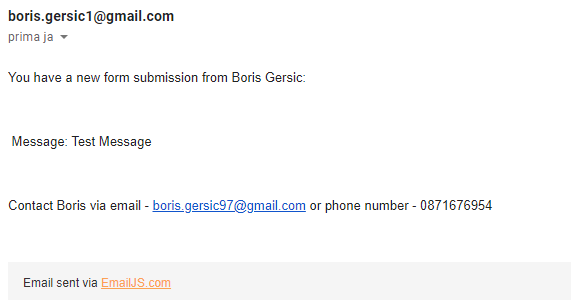 boris.gersic1@gmail.com
prima ja
You have a new form submission from Boris Gersic:
Message: Test Message
Contact Boris via email - boris.gersic97@gmail.com or phone number - 0871676954
Email sent via EmailJS.com